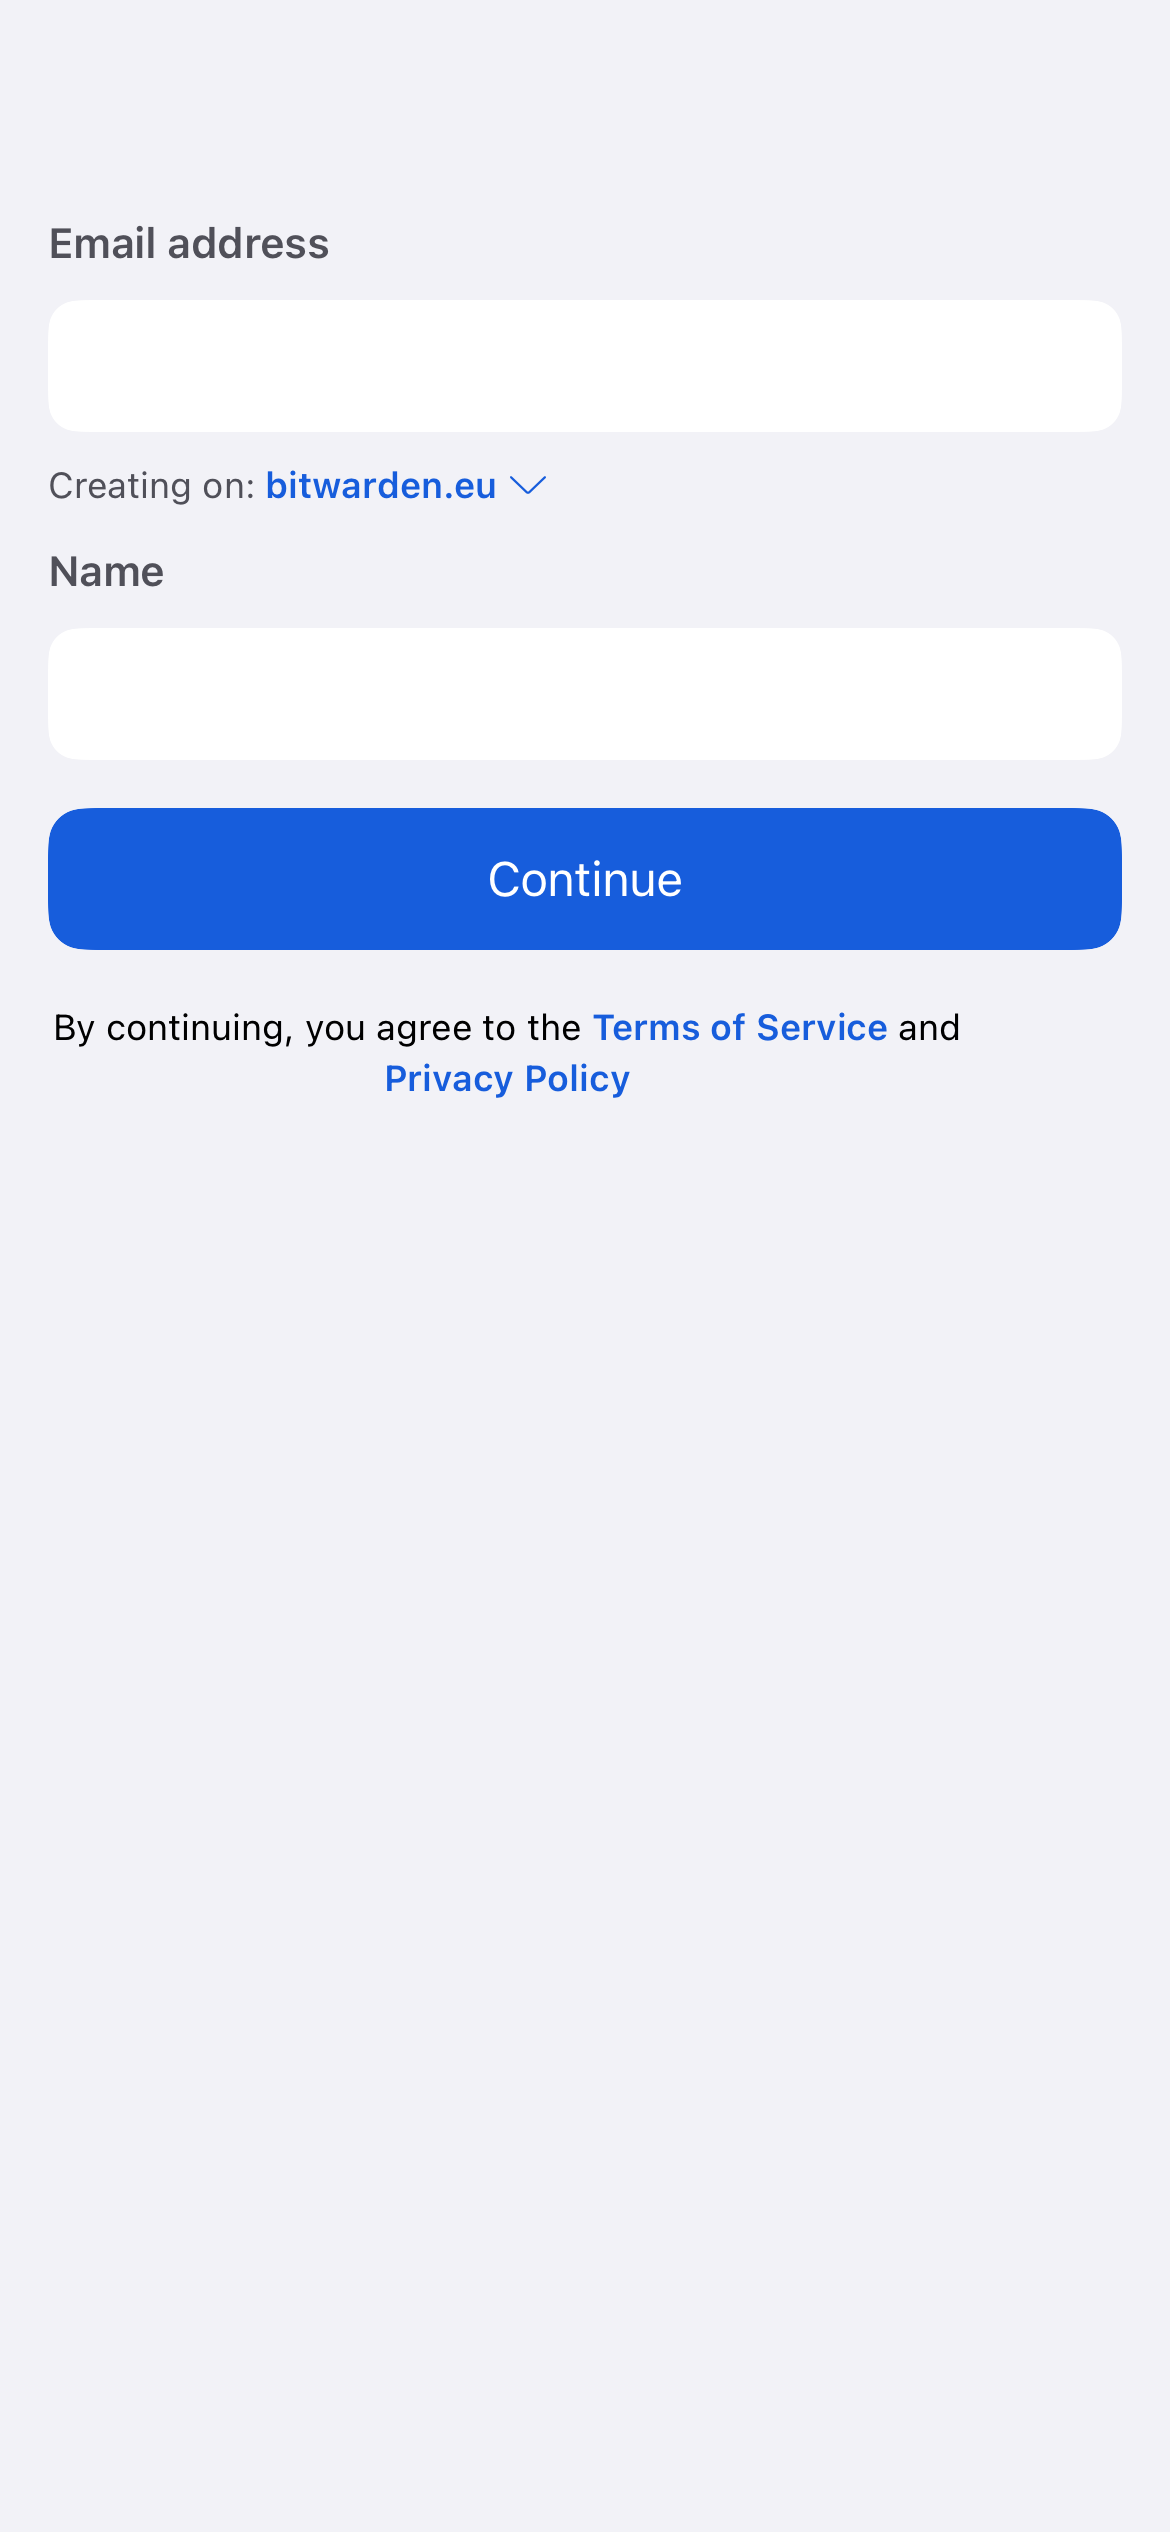 Email address
Creating on: bitwarden.eu
Name
Continue
By continuing, you agree to the Terms of Service and
Privacy Policy